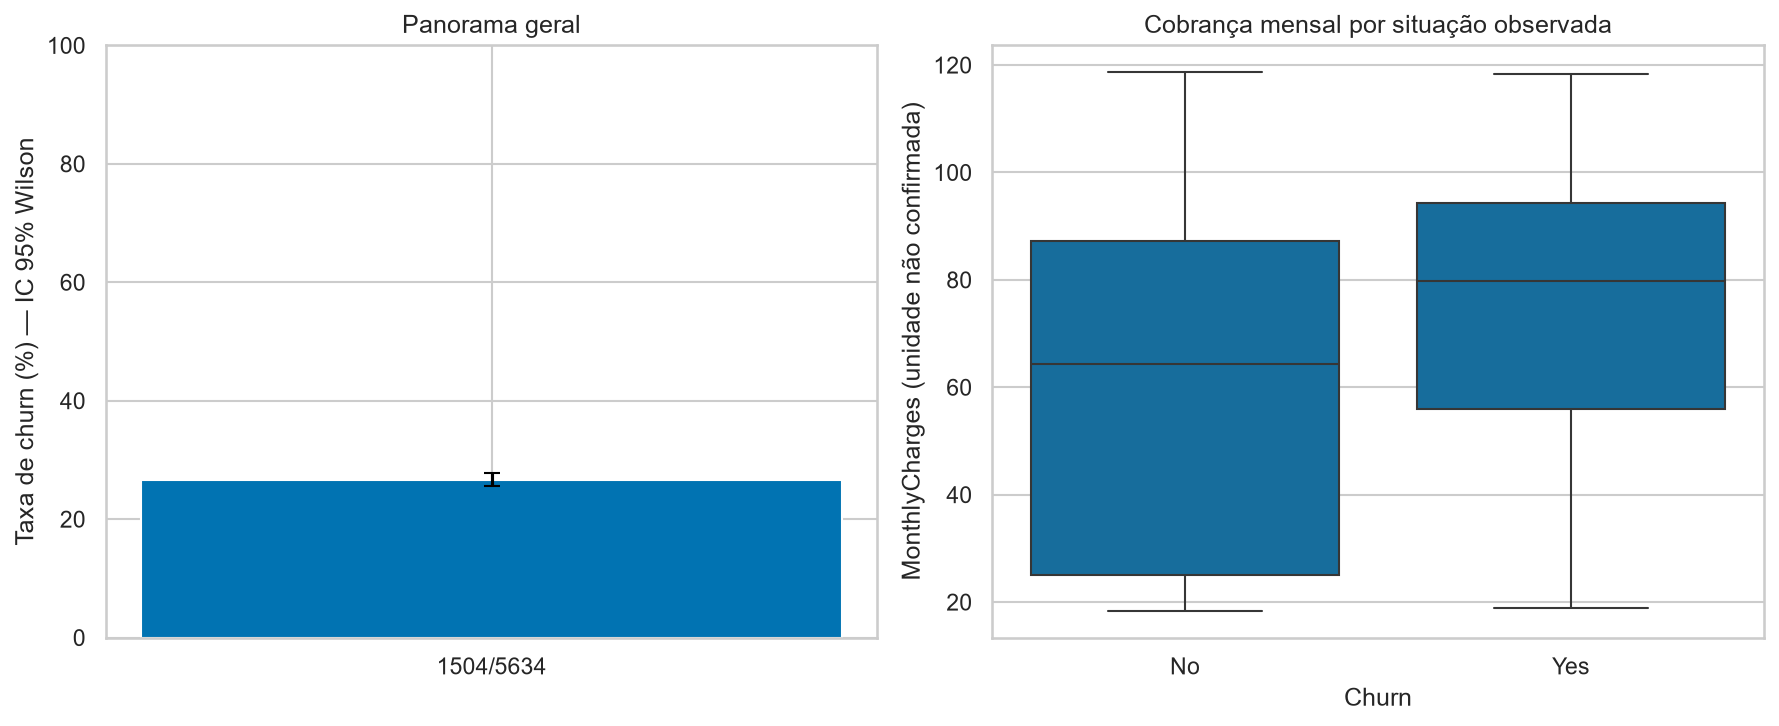 Panorama geral
Taxa de churn (%) — IC 95% Wilson
100
80
60
40
20
0
1504/5634
Cobrança mensal por situação observada
MonthlyCharges (unidade não confirmada)
120
100
80
60
40
20
No
Yes
Churn